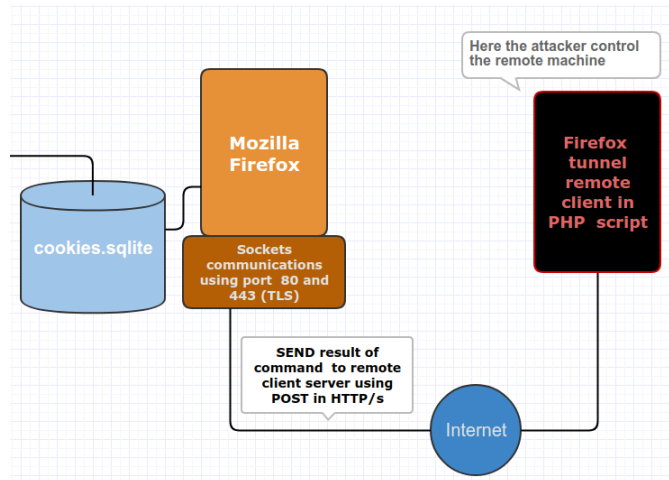 Here the attacker control
the remote machine
Mozilla
Firefox
Firefox
tunnel
remote
client in
PHP script
cookies.sqlite
Sockets
communications
using port 80 and
443 (TLS)
SEND result of
command to remote
client server using
POST in HTTP/s
Internet